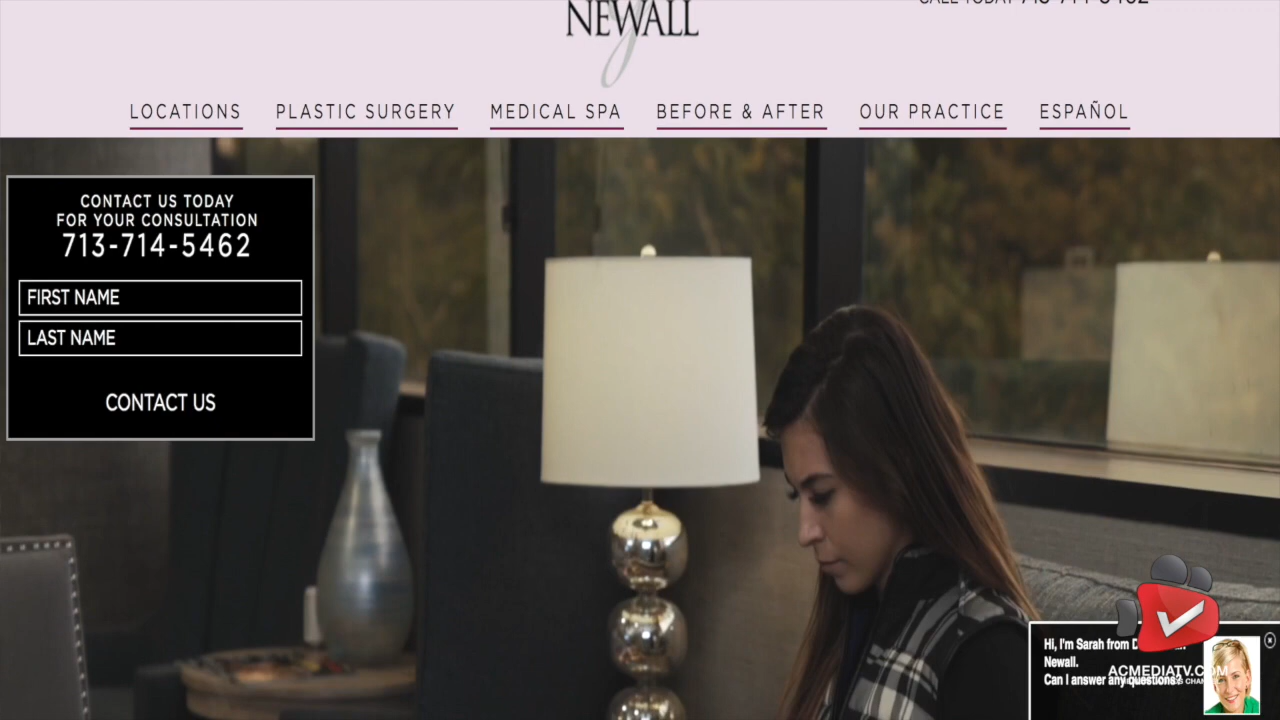 NEWALL
LOCATIONS
PLASTIC SURGERY
MEDICAL SPA
BEFORE & AFTER
OUR PRACTICE
ESPAÑOL
CONTACT US TODAY
FOR YOUR CONSULTATION
713-714-5462
FIRST NAME
LAST NAME
CONTACT US
Hi, I'm Sarah from
Newall.
Can I answer any questions?
ACMEDIATV.COM